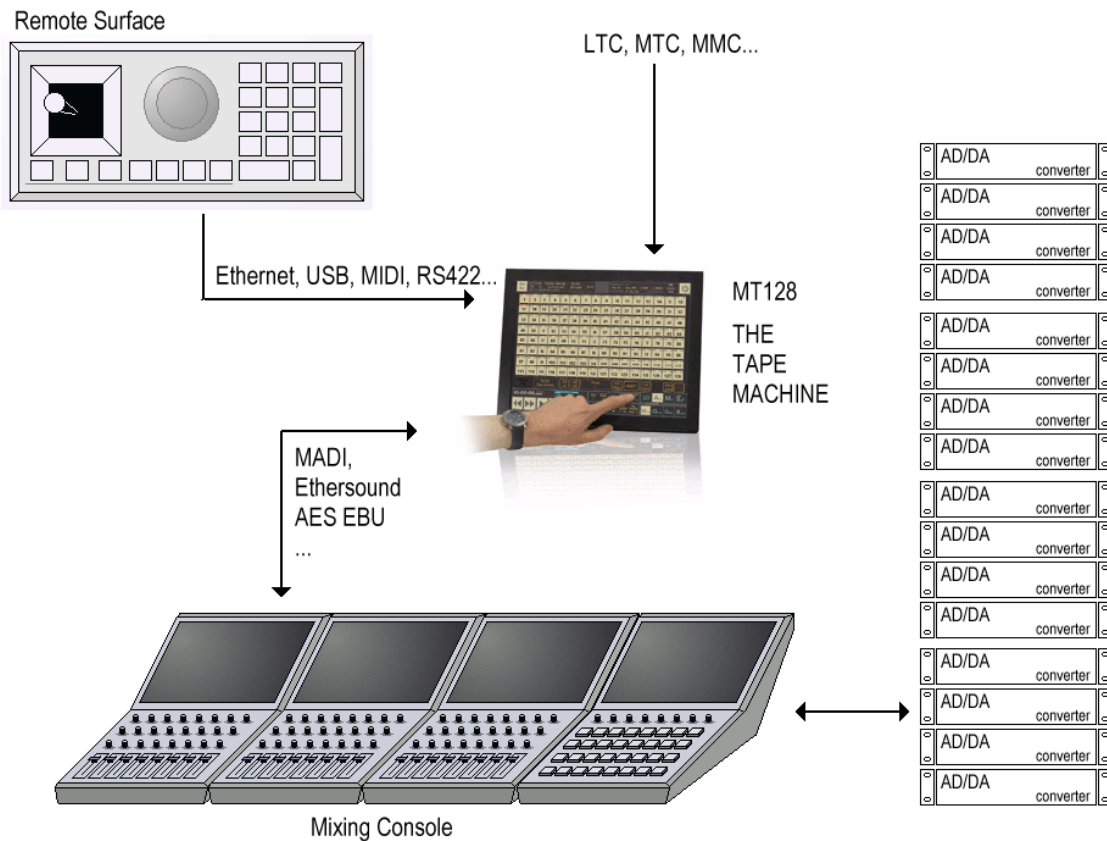 Remote Surface
LTC, MTC, MMC...
Ethernet, USB, MIDI, RS422...
MT128
THE
TAPE
MACHINE
MADI,
Ethersound
AES EBU
...
Mixing Console
AD/DA
converter
AD/DA
converter
AD/DA
converter
AD/DA
converter
AD/DA
converter
AD/DA
converter
AD/DA
converter
AD/DA
converter
AD/DA
converter
AD/DA
converter
AD/DA
converter
AD/DA
converter
AD/DA
converter
AD/DA
converter
AD/DA
converter
AD/DA
converter